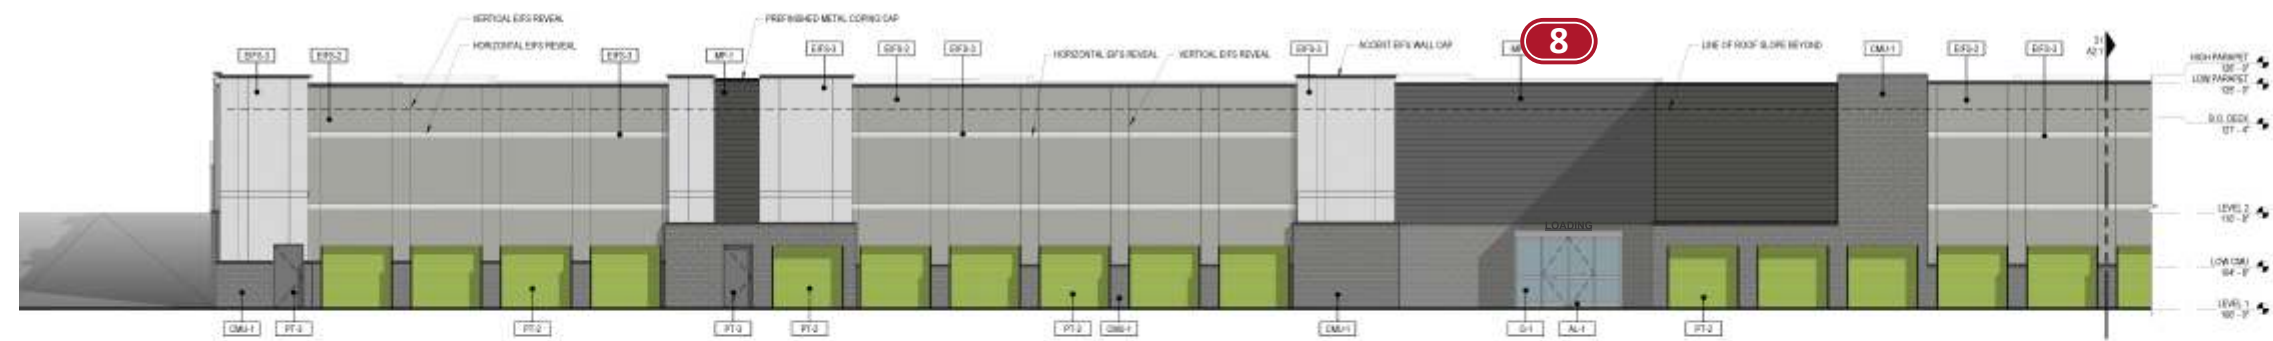 VERTICAL EIFS REVEAL
PREFINISHED METAL COPING CAP
8
HORIZONTAL EIFS REVEAL
EIFS-3
EIFS-2
EIFS-3
MP-1
EIFS-3
EIFS-2
EIFS-3
HORIZONTAL EIFS REVEAL
VERTICAL EIFS REVEAL
EIFS-3
ACCENT EIFS WALL CAP
LINE OF ROOF SLOPE BEYOND
CMU-1
EIFS-2
EIFS-3
HIGH PARAPET
LOW PARAPET
B.O. DECK
LEVEL 2
LOADING
LOW CMU
LEVEL 1
100' - 0"
CMU-1
PT-3
PT-2
PT-3
PT-2
PT-2
CMU-1
CMU-1
G-1
AL-1
PT-2